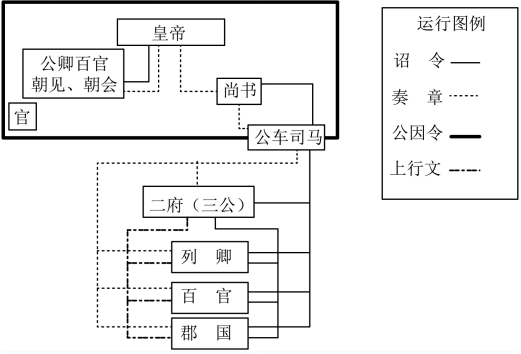 皇帝
公卿百官
朝见、朝会
尚书
官
公车司马
二府（三公）
列　卿
百　官
郡　国
运行图例
诏　令
奏　章
公因令
上行文